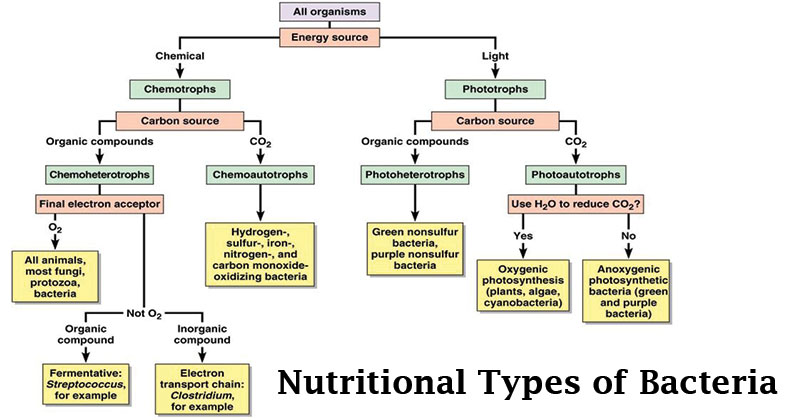 All organisms
Energy source
Chemical
Light
Chemotrophs
Phototrophs
Carbon source
Carbon source
Organic compounds
CO₂
Organic compounds
CO₂
Chemoheterotrophs
Chemoautotrophs
Photoheterotrophs
Photoautotrophs
Final electron acceptor
Use H₂O to reduce CO₂?
O₂
Yes
No
All animals,
most fungi,
protozoa,
bacteria
Hydrogen-,
sulfur-, iron-,
nitrogen-, and
carbon monoxide-
oxidizing bacteria
Green nonsulfur
bacteria,
purple nonsulfur
bacteria
Oxygenic
photosynthesis
(plants, algae,
cyanobacteria)
Anoxygenic
photosynthetic
bacteria (green
and purple
bacteria)
Not O₂
Organic
compound
Inorganic
compound
Fermentative:
Streptococcus,
for example
Electron
transport chain:
Clostridium,
for example
Nutritional Types of Bacteria